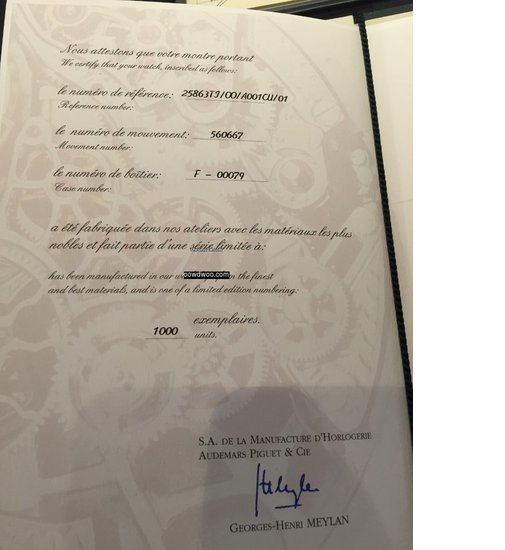 Nous attestons que votre montre portant
We certify that your watch, inscribed as follows:
le numéro de référence: 25863TI/OO/A001CU/01
Reference number:
le numéro de mouvement: 560667
Movement number:
le numéro de boîtier: F - 00079
Case number:
a été fabriquée dans nos ateliers avec les matériaux les plus
nobles et fait partie d'une série limitée à:
has been manufactured in our the finest
powdwoo.com
and best materials, and is one of a limited edition numbering:
1000 exemplaires.
units.
S.A. DE LA MANUFACTURE D'HORLOGERIE
AUDEMARS PIGUET & CIE
GEORGES-HENRI MEYLAN